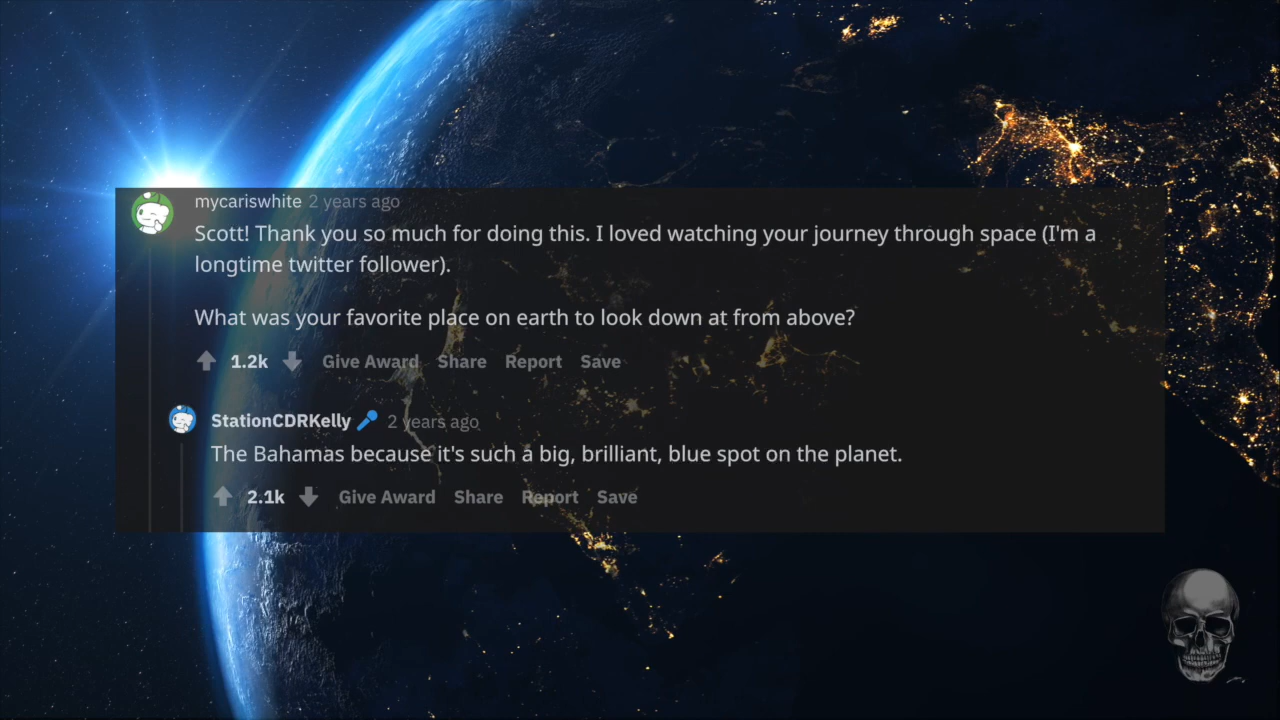 mycariswhite 2 years ago
Scott! Thank you so much for doing this. I loved watching your journey through space (I'm a
longtime twitter follower).
What was your favorite place on earth to look down at from above?
1.2k Give Award Share Report Save
StationCDRKelly 2 years ago
The Bahamas because it's such a big, brilliant, blue spot on the planet.
2.1k Give Award Share Report Save